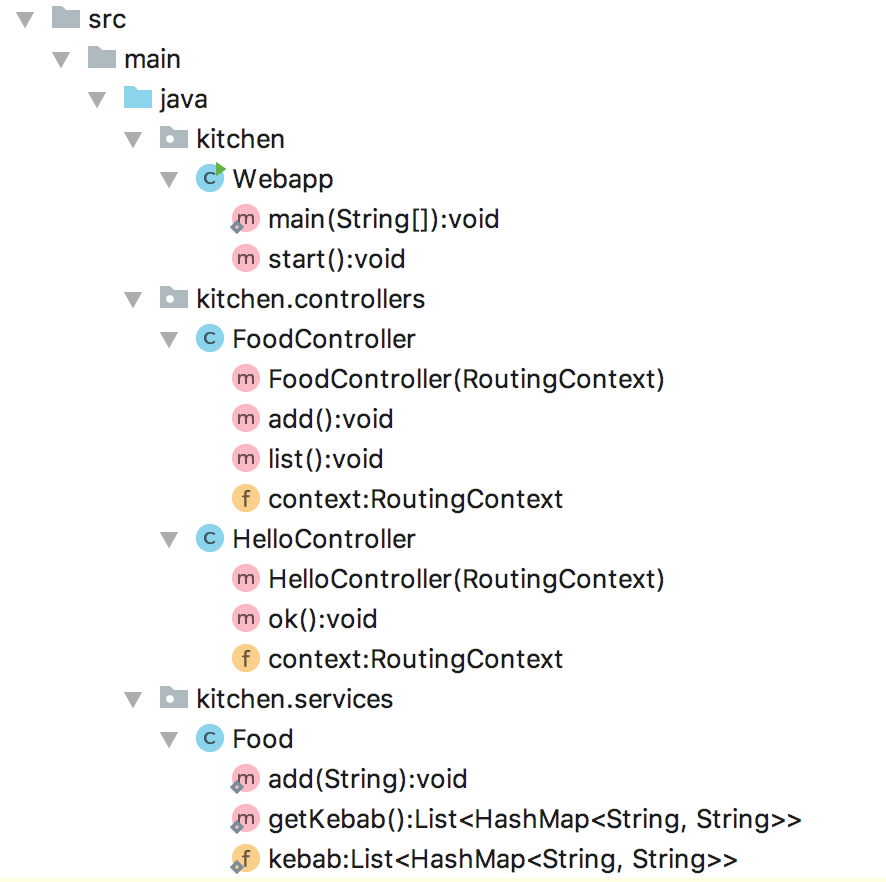 src
main
java
kitchen
C Webapp
m main(String[]):void
m start():void
kitchen.controllers
C FoodController
m FoodController(RoutingContext)
m add():void
m list():void
f context:RoutingContext
C HelloController
m HelloController(RoutingContext)
m ok():void
f context:RoutingContext
kitchen.services
C Food
m add(String):void
m getKebab():List<HashMap<String, String>>
f kebab:List<HashMap<String, String>>